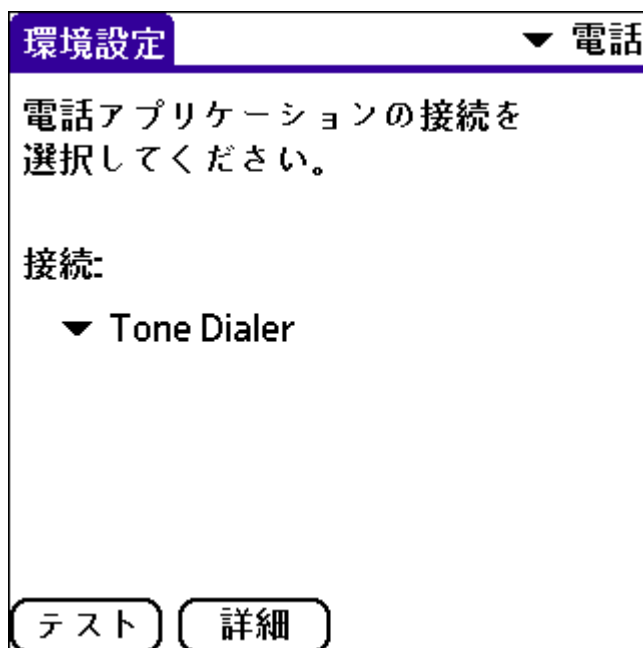 環境設定 ▼ 電話
電話アプリケーションの接続を
選択してください。
接続:
▼ Tone Dialer
テスト 詳細